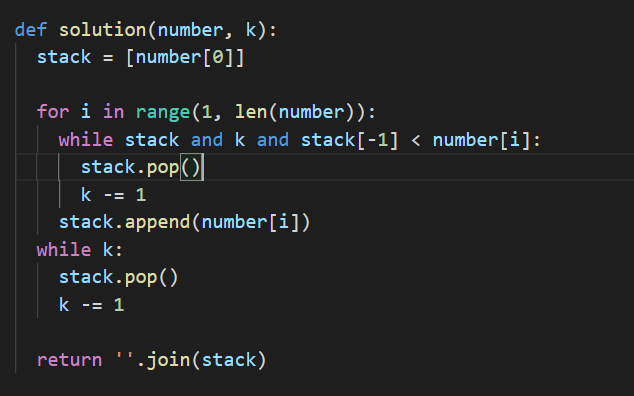 def solution(number, k):
  stack = [number[0]]
  for i in range(1, len(number)):
    while stack and k and stack[-1] < number[i]:
      stack.pop()
      k -= 1
    stack.append(number[i])
  while k:
    stack.pop()
    k -= 1
  return ''.join(stack)